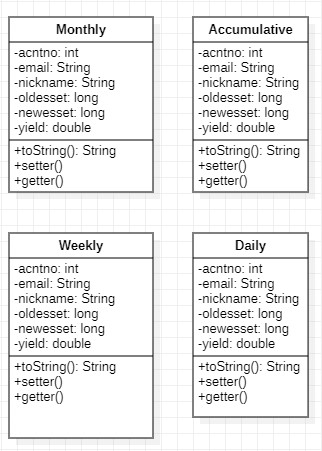 Monthly
-acntno: int
-email: String
-nickname: String
-oldesset: long
-newesset: long
-yield: double
+toString(): String
+setter()
+getter()
Accumulative
-acntno: int
-email: String
-nickname: String
-oldesset: long
-newesset: long
-yield: double
+toString(): String
+setter()
+getter()
Weekly
-acntno: int
-email: String
-nickname: String
-oldesset: long
-newesset: long
-yield: double
+toString(): String
+setter()
+getter()
Daily
-acntno: int
-email: String
-nickname: String
-oldesset: long
-newesset: long
-yield: double
+toString(): String
+setter()
+getter()